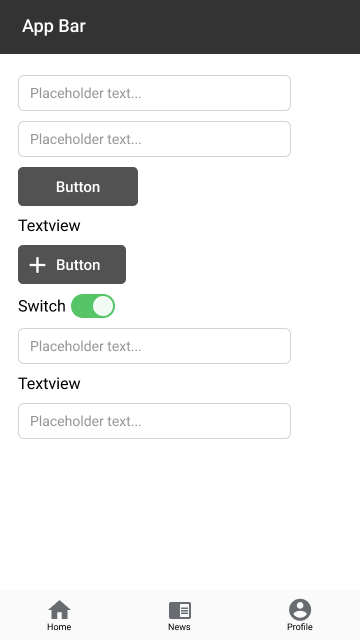 App Bar
Placeholder text...
Placeholder text...
Button
Textview
Button
Switch
Placeholder text...
Textview
Placeholder text...
Home News Profile